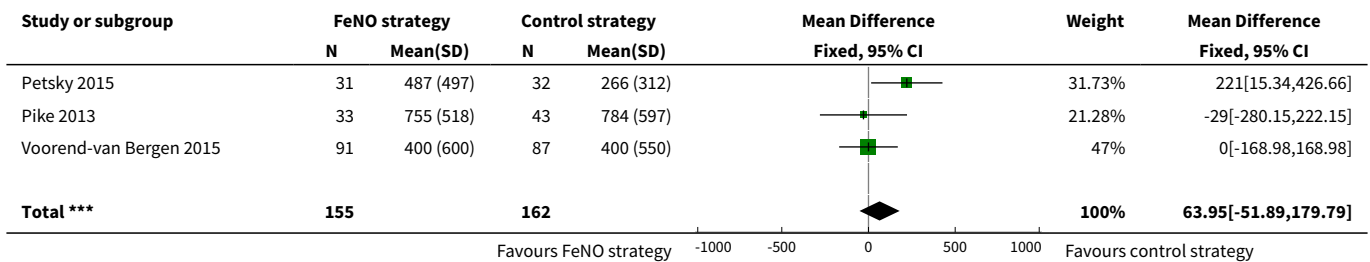 Study or subgroup FeNO strategy Control strategy Mean Difference Weight Mean Difference
N Mean(SD) N Mean(SD) Fixed, 95% CI Fixed, 95% CI
Petsky 2015 31 487 (497) 32 266 (312) 31.73% 221[15.34,426.66]
Pike 2013 33 755 (518) 43 784 (597) 21.28% -29[-280.15,222.15]
Voorend-van Bergen 2015 91 400 (600) 87 400 (550) 47% 0[-168.98,168.98]
Total *** 155 162 100% 63.95[-51.89,179.79]
Favours FeNO strategy -1000 -500 0 500 1000 Favours control strategy